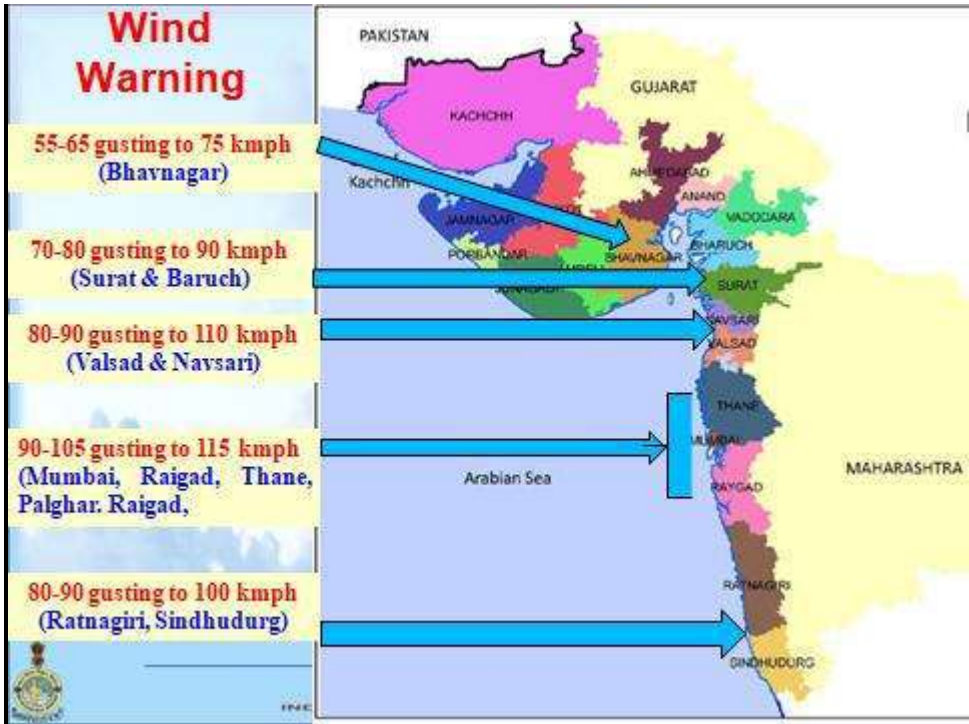 Wind
Warning
55-65 gusting to 75 kmph
(Bhavnagar)
70-80 gusting to 90 kmph
(Surat & Baruch)
80-90 gusting to 110 kmph
(Valsad & Navsari)
90-105 gusting to 115 kmph
(Mumbai, Raigad, Thane,
Palghar. Raigad,
80-90 gusting to 100 kmph
(Ratnagiri, Sindhudurg)
PAKISTAN
GUJARAT
KACHCHH
Kachchh
AHMEDABAD
ANAND
VADODARA
JAMNAGAR
BHARUCH
PORBANDAR
BHAVNAGAR
AMRELI
JUNAGADH
SURAT
NAVSARI
VALSAD
THANE
MUMBAI
Arabian Sea
MAHARASHTRA
RAYGAD
RATNAGIRI
SINDHUDURG